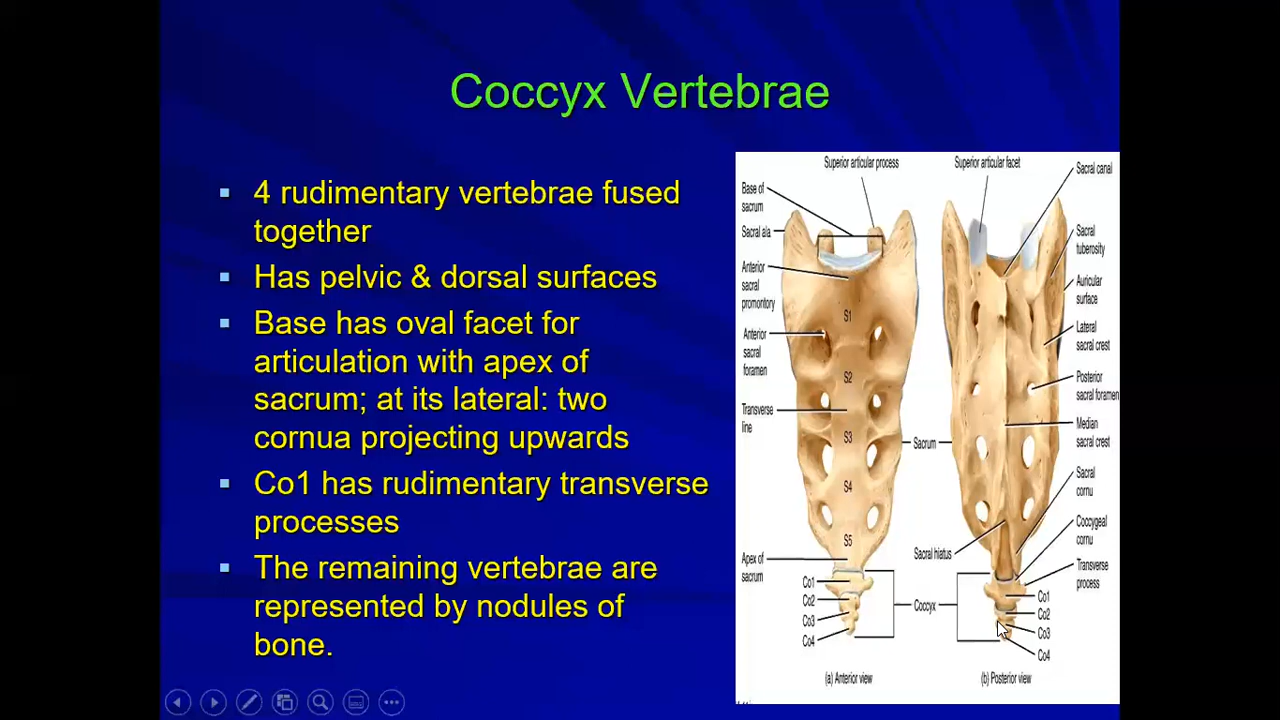 Coccyx Vertebrae
▪ 4 rudimentary vertebrae fused
together
▪ Has pelvic & dorsal surfaces
▪ Base has oval facet for
articulation with apex of
sacrum; at its lateral: two
cornua projecting upwards
▪ Co1 has rudimentary transverse
processes
▪ The remaining vertebrae are
represented by nodules of
bone.
Superior articular process
Base of
sacrum
Sacral ala
Anterior
sacral
promontory
Anterior
sacral
foramen
Transverse
line
Apex of
sacrum
S1
S2
S3
S4
S5
Co1
Co2
Co3
Co4
Sacrum
Coccyx
(a) Anterior view
Superior articular facet
Sacral canal
Sacral
tuberosity
Auricular
surface
Lateral
sacral crest
Posterior
sacral foramen
Median
sacral crest
Sacral
cornu
Coccygeal
cornu
Transverse
process
Sacral hiatus
Co1
Co2
Co3
Co4
(b) Posterior view